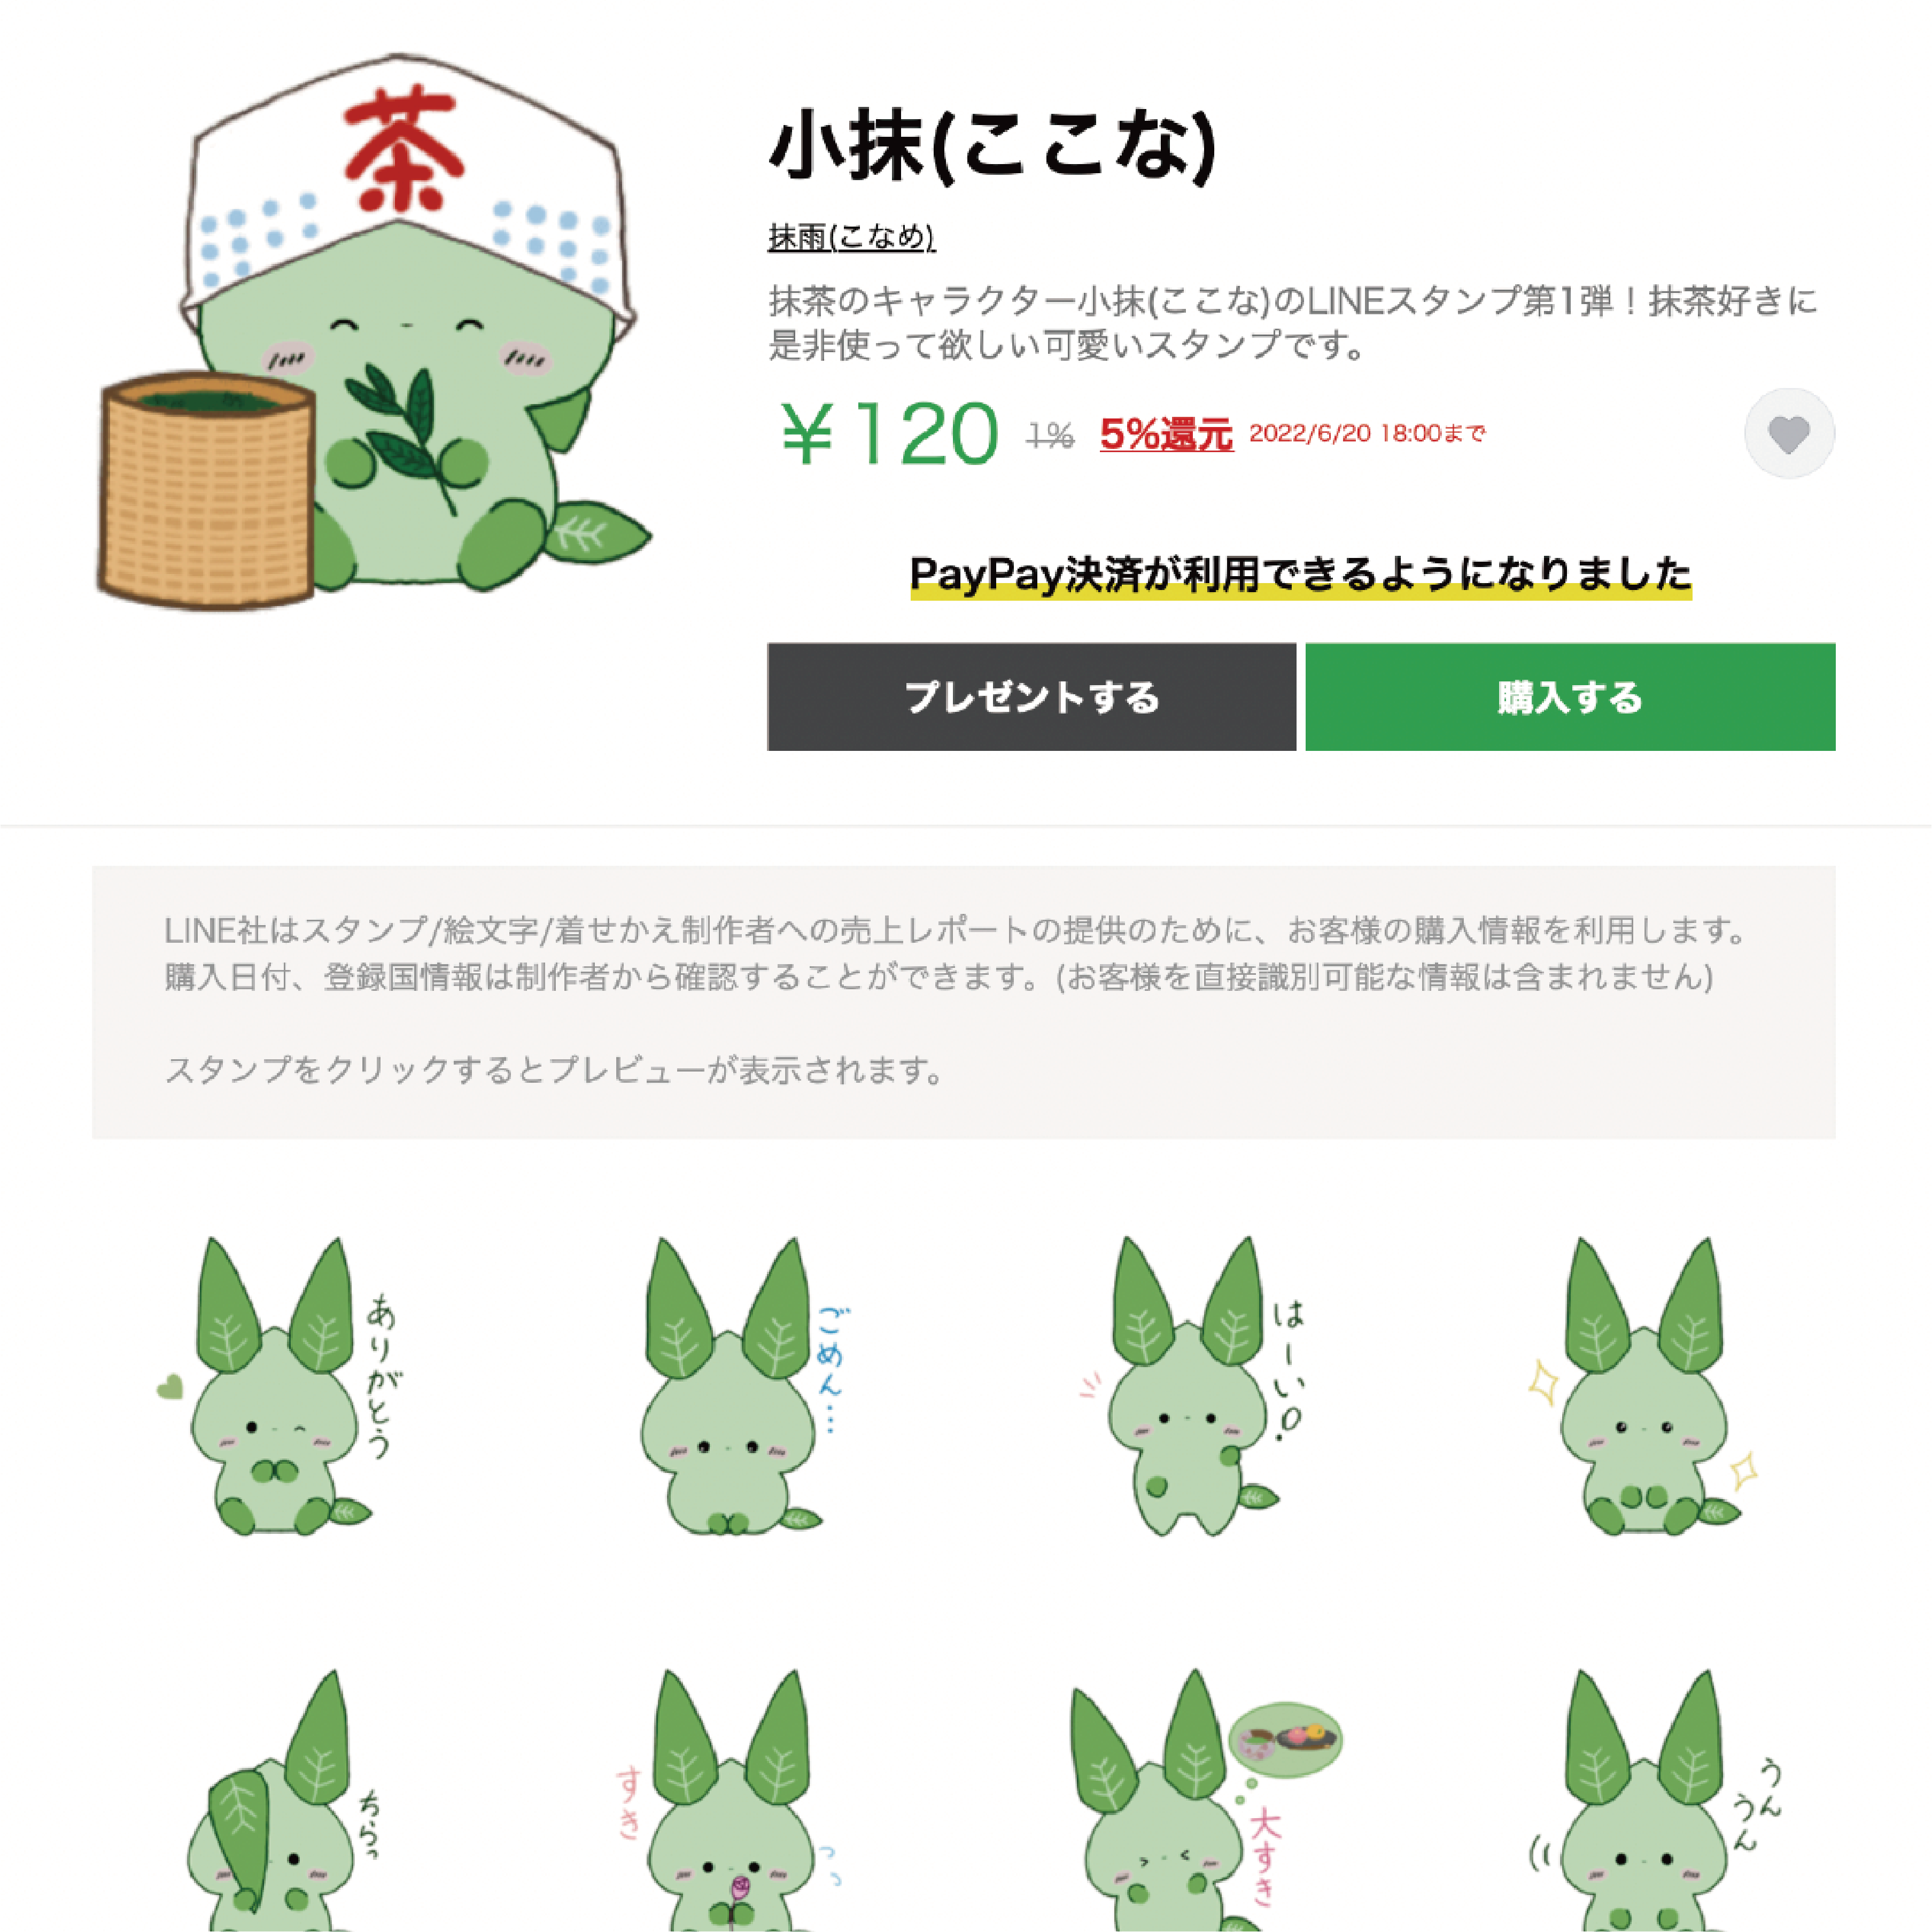 茶
小抹(ここな)
抹雨(こなめ)
抹茶のキャラクター小抹(ここな)のLINEスタンプ第1弾！抹茶好きに
是非使って欲しい可愛いスタンプです。
￥120 1% 5%還元 2022/6/20 18:00まで
PayPay決済が利用できるようになりました
プレゼントする 購入する
LINE社はスタンプ/絵文字/着せかえ制作者への売上レポートの提供のために、お客様の購入情報を利用します。
購入日付、登録国情報は制作者から確認することができます。(お客様を直接識別可能な情報は含まれません)
スタンプをクリックするとプレビューが表示されます。
ありがとう
ごめん…
はーい!
ちらっ
すき
大すき
うん
うん